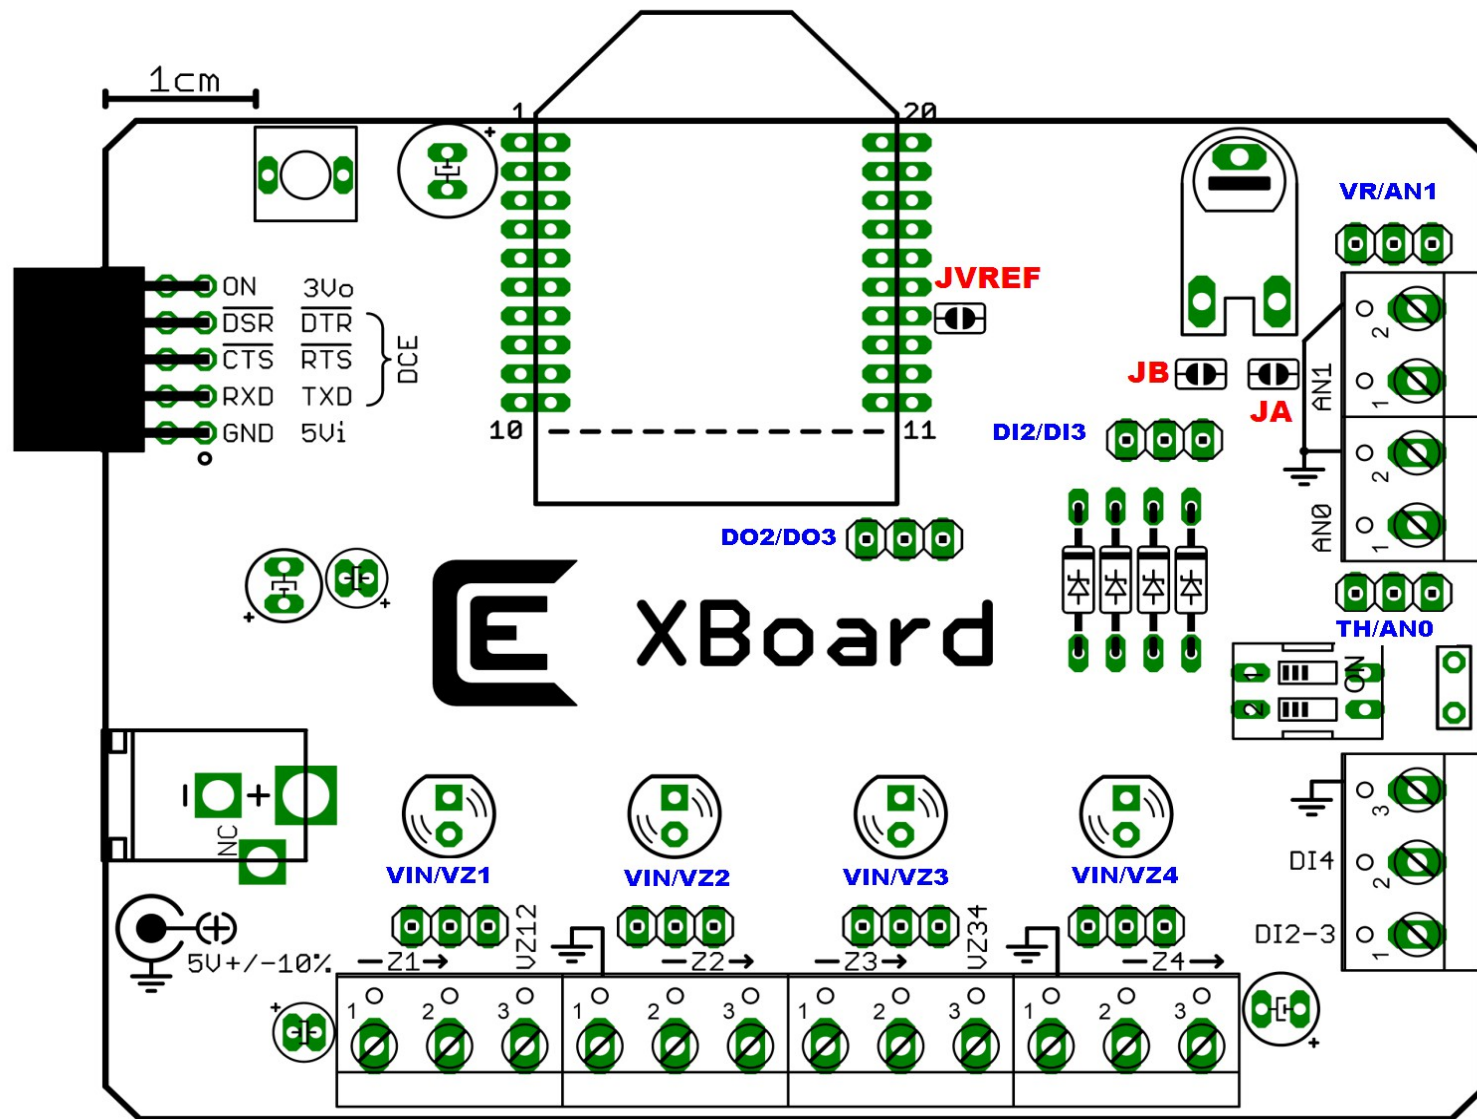 1cm
1 20
VR/AN1
ON 3Vo
DSR DTR
CTS RTS
RXD TXD
GND 5Vi
DCE
JVREF
JB
JA
10 11
DI2/DI3
DO2/DO3
2
1
AN1
2
1
AN0
TH/AN0
E XBoard
1
2
ON
- +
NC
VIN/VZ1
VIN/VZ2
VIN/VZ3
VIN/VZ4
3
DI4 2
DI2-3 1
VZ12
VZ34
5V+/-10%
Z1 Z2 Z3 Z4
1 2 3 1 2 3 1 2 3 1 2 3